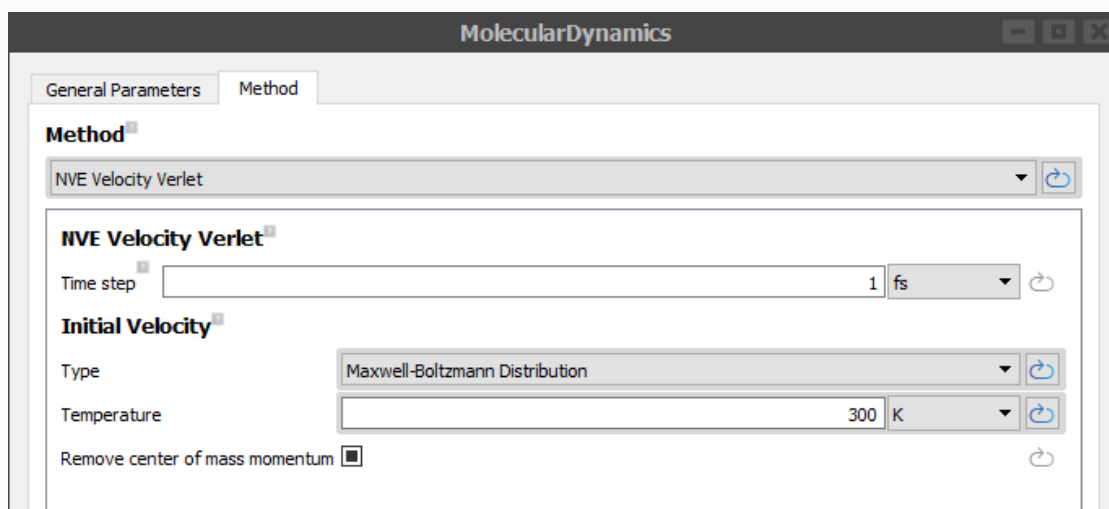 MolecularDynamics
General Parameters Method
Method
NVE Velocity Verlet
NVE Velocity Verlet
Time step 1 fs
Initial Velocity
Type Maxwell-Boltzmann Distribution
Temperature 300 K
Remove center of mass momentum